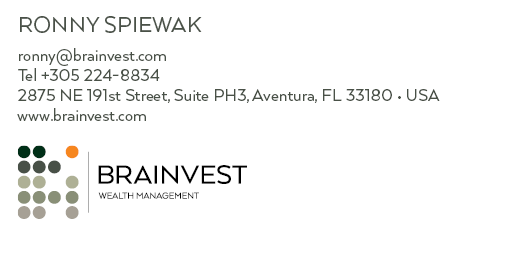 RONNY SPIEWAK
ronny@brainvest.com
Tel +305 224-8834
2875 NE 191st Street, Suite PH3, Aventura, FL 33180 • USA
www.brainvest.com
BRAINVEST
WEALTH MANAGEMENT